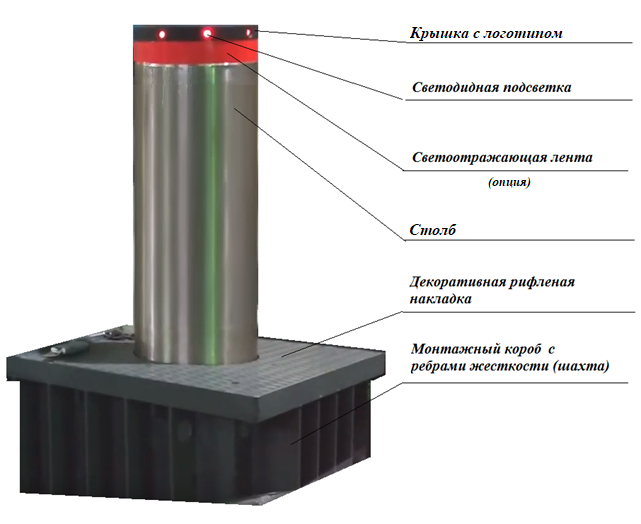 Крышка с логотипом
Светодидная подсветка
Светоотражающая лента
(опция)
Столб
Декоративная рифленая
накладка
Монтажный короб с
ребрами жесткости (шахта)